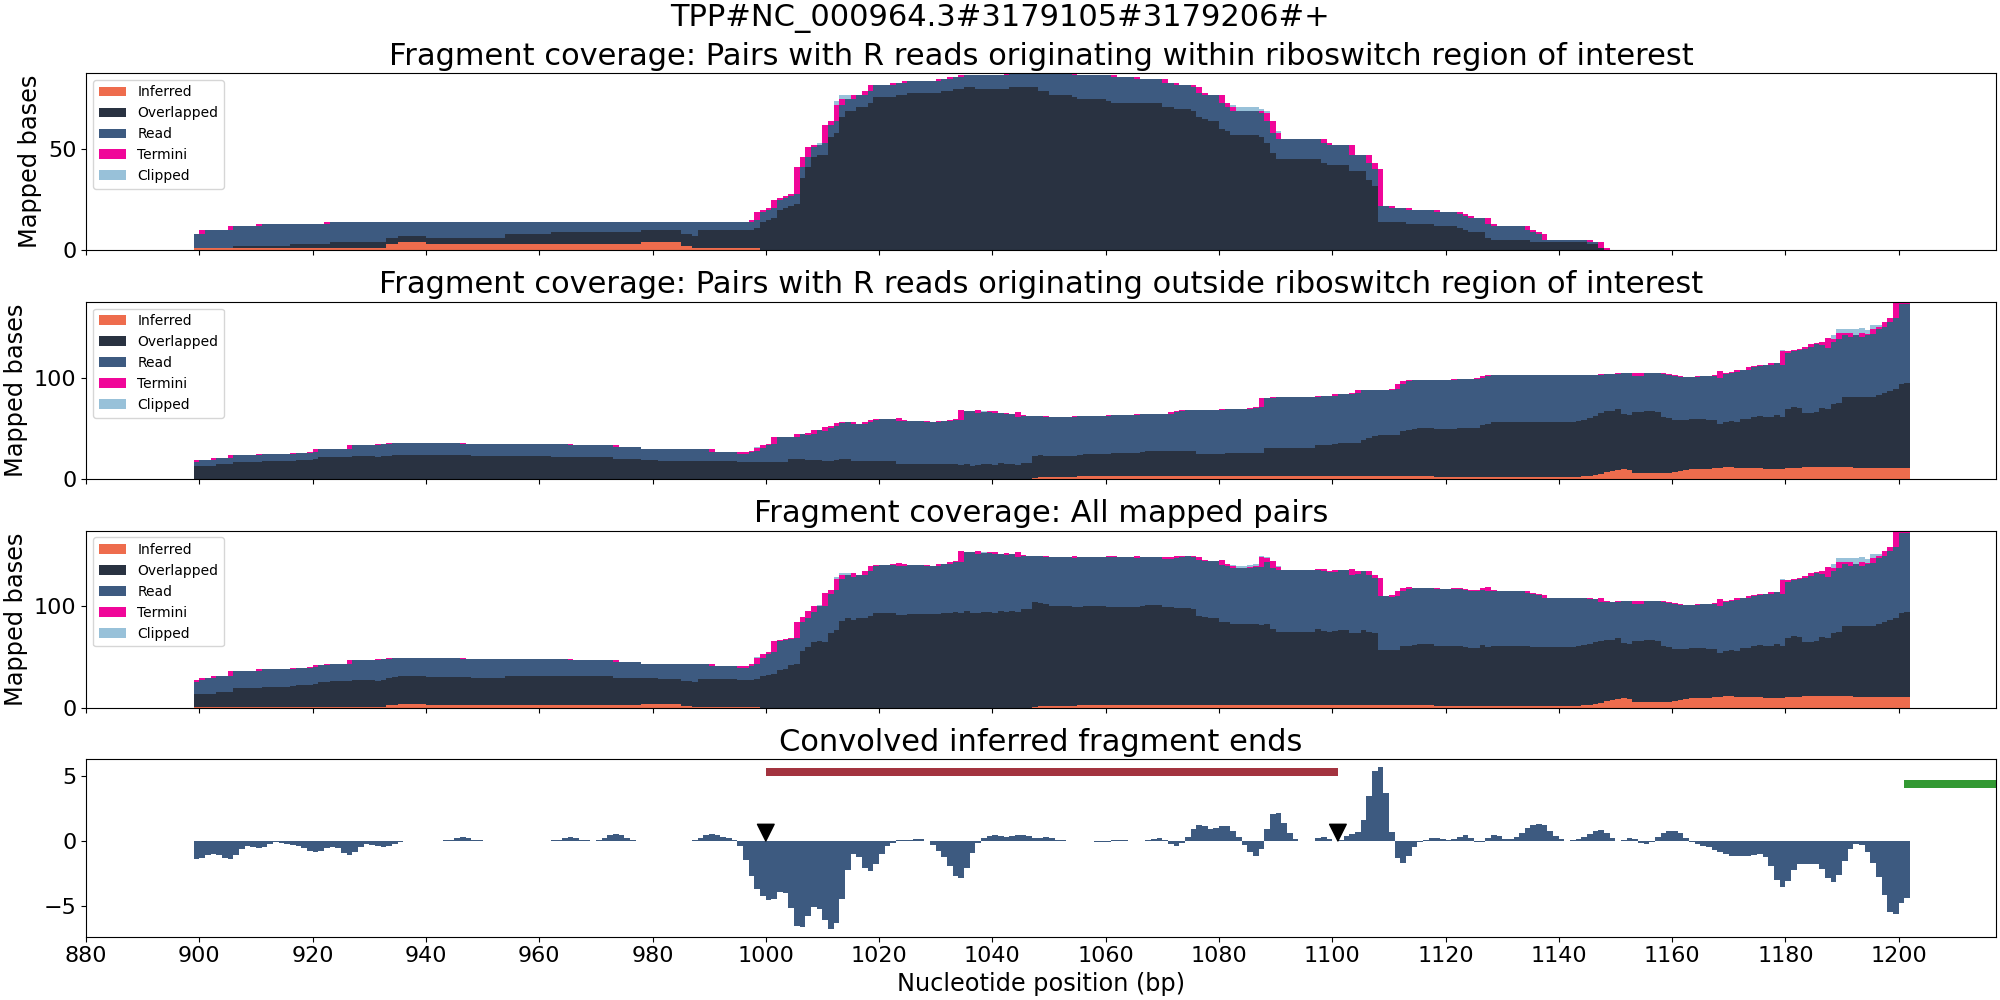 TPP#NC_000964.3#3179105#3179206#+
Fragment coverage: Pairs with R reads originating within riboswitch region of interest
Mapped bases
50
0
Inferred
Overlapped
Read
Termini
Clipped
Fragment coverage: Pairs with R reads originating outside riboswitch region of interest
Mapped bases
100
0
Inferred
Overlapped
Read
Termini
Clipped
Fragment coverage: All mapped pairs
Mapped bases
100
0
Inferred
Overlapped
Read
Termini
Clipped
Convolved inferred fragment ends
5
0
−5
880 900 920 940 960 980 1000 1020 1040 1060 1080 1100 1120 1140 1160 1180 1200
Nucleotide position (bp)